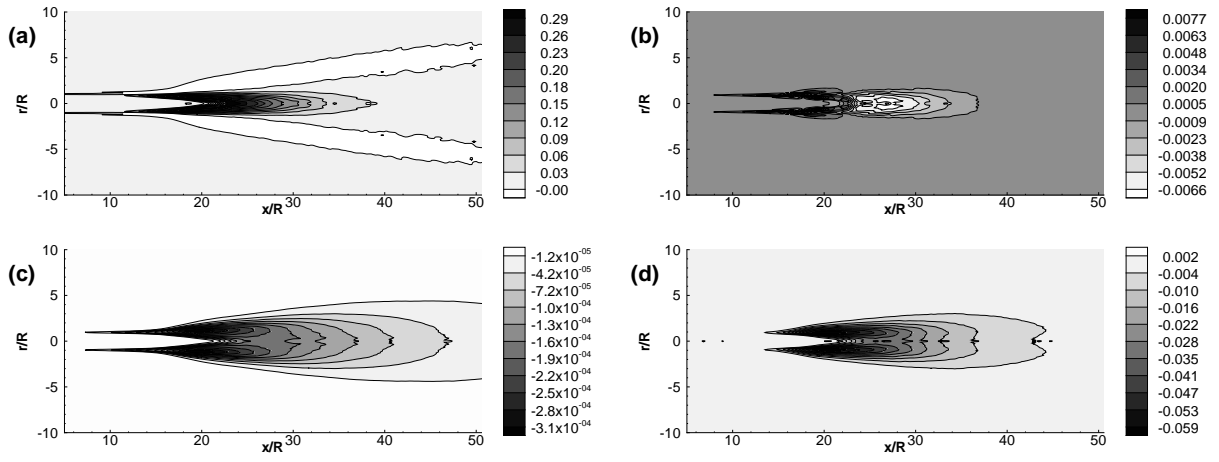 (a)
r/R
10
5
0
-5
-10
10 20 30 40 50
x/R
0.29
0.26
0.23
0.20
0.18
0.15
0.12
0.09
0.06
0.03
-0.00
(b)
r/R
10
5
0
-5
-10
10 20 30 40 50
x/R
0.0077
0.0063
0.0048
0.0034
0.0020
0.0005
-0.0009
-0.0023
-0.0038
-0.0052
-0.0066
(c)
r/R
10
5
0
-5
-10
10 20 30 40 50
x/R
-1.2x10⁻⁰⁵
-4.2x10⁻⁰⁵
-7.2x10⁻⁰⁵
-1.0x10⁻⁰⁴
-1.3x10⁻⁰⁴
-1.6x10⁻⁰⁴
-1.9x10⁻⁰⁴
-2.2x10⁻⁰⁴
-2.5x10⁻⁰⁴
-2.8x10⁻⁰⁴
-3.1x10⁻⁰⁴
(d)
r/R
10
5
0
-5
-10
10 20 30 40 50
x/R
0.002
-0.004
-0.010
-0.016
-0.022
-0.028
-0.035
-0.041
-0.047
-0.053
-0.059